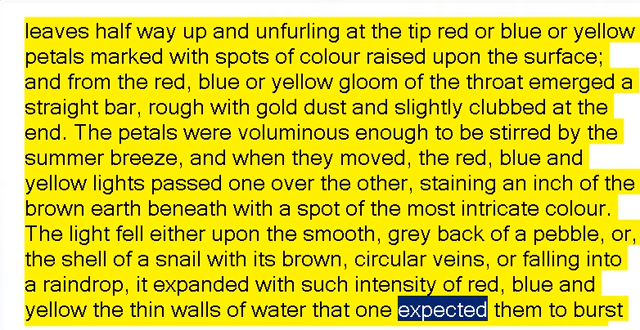 leaves half way up and unfurling at the tip red or blue or yellow
petals marked with spots of colour raised upon the surface;
and from the red, blue or yellow gloom of the throat emerged a
straight bar, rough with gold dust and slightly clubbed at the
end. The petals were voluminous enough to be stirred by the
summer breeze, and when they moved, the red, blue and
yellow lights passed one over the other, staining an inch of the
brown earth beneath with a spot of the most intricate colour.
The light fell either upon the smooth, grey back of a pebble, or,
the shell of a snail with its brown, circular veins, or falling into
a raindrop, it expanded with such intensity of red, blue and
yellow the thin walls of water that one expected them to burst